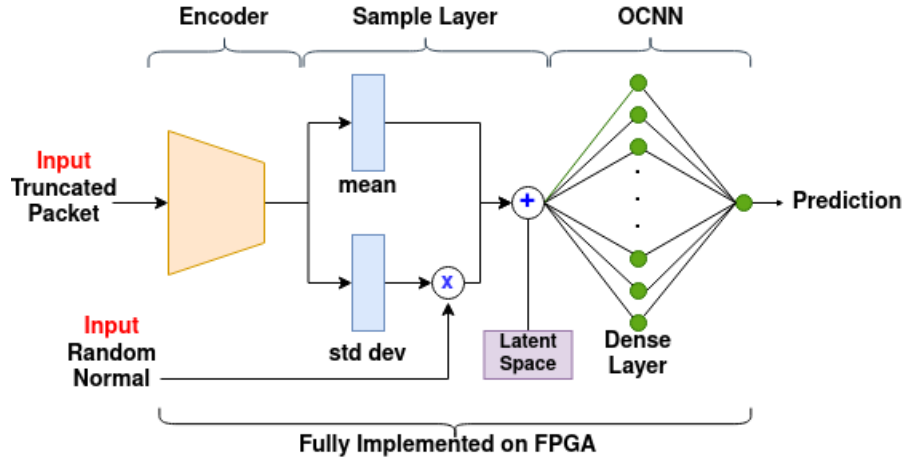 Encoder
Sample Layer
OCNN
Input
Truncated
Packet
mean
+
Prediction
Input
Random
Normal
x
std dev
Latent
Space
Dense
Layer
Fully Implemented on FPGA